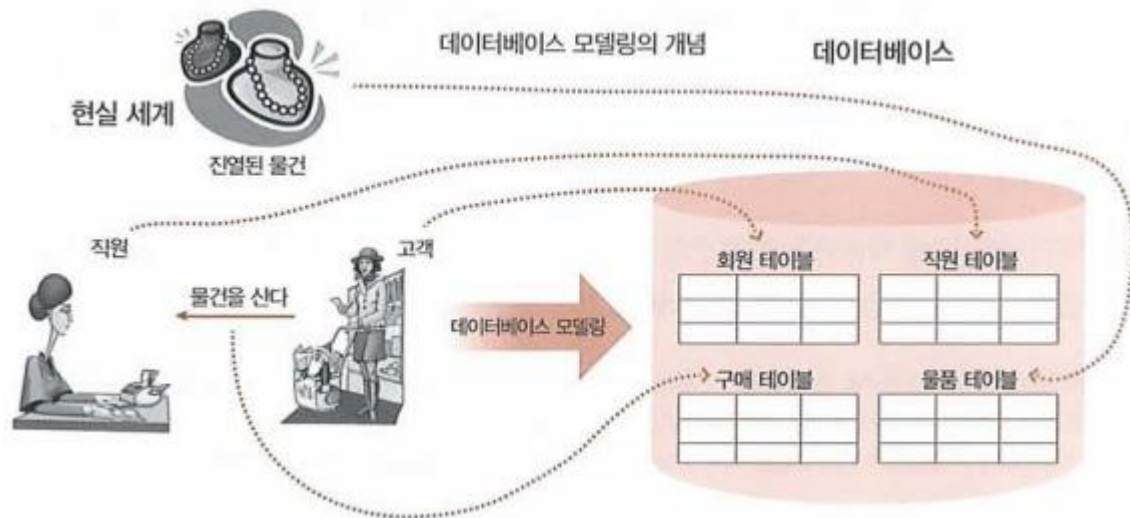 데이터베이스 모델링의 개념
데이터베이스
현실 세계
진열된 물건
직원
고객
물건을 산다
데이터베이스 모델링
회원 테이블
직원 테이블
구매 테이블
물품 테이블